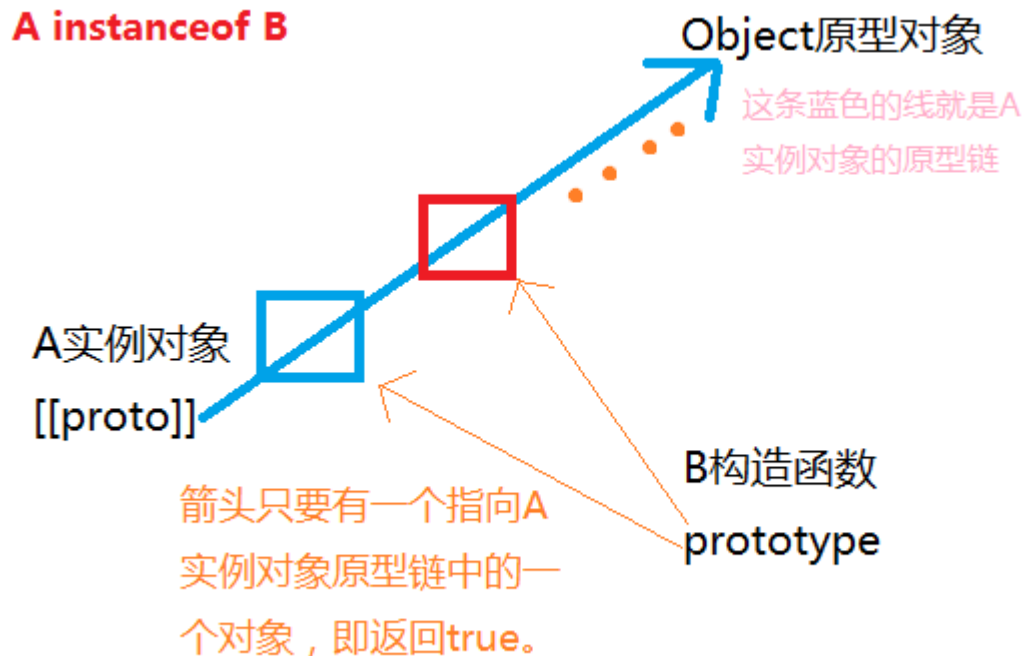 A instanceof B
Object原型对象
这条蓝色的线就是A
实例对象的原型链
A实例对象
[[proto]]
B构造函数
prototype
箭头只要有一个指向A
实例对象原型链中的一
个对象，即返回true。